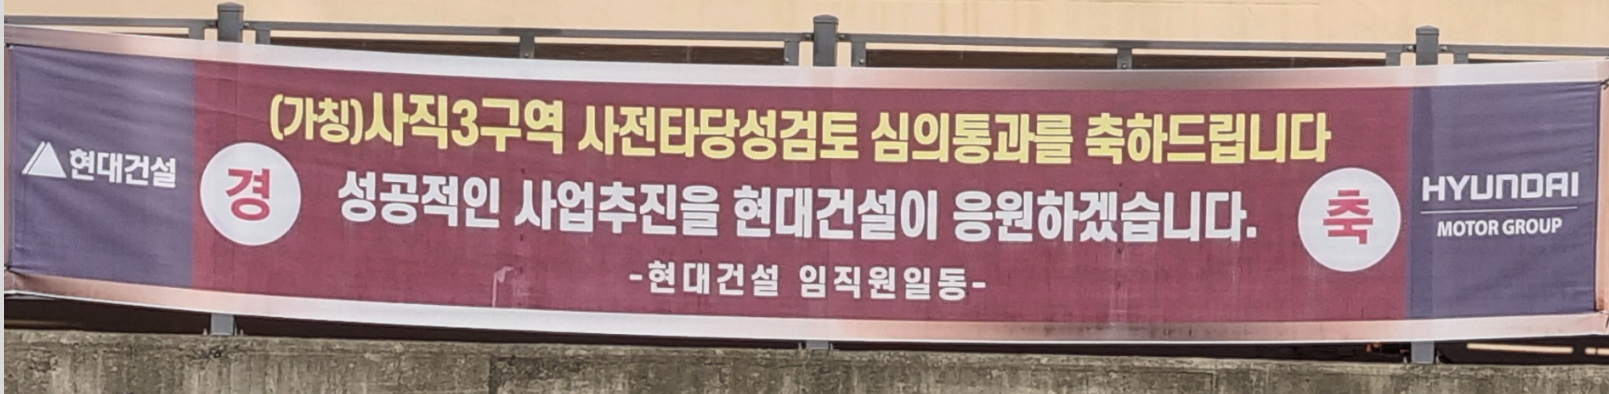 현대건설
경
(가칭)사직3구역 사전타당성검토 심의통과를 축하드립니다
성공적인 사업추진을 현대건설이 응원하겠습니다.
-현대건설 임직원일동-
축
HYUNDAI
MOTOR GROUP